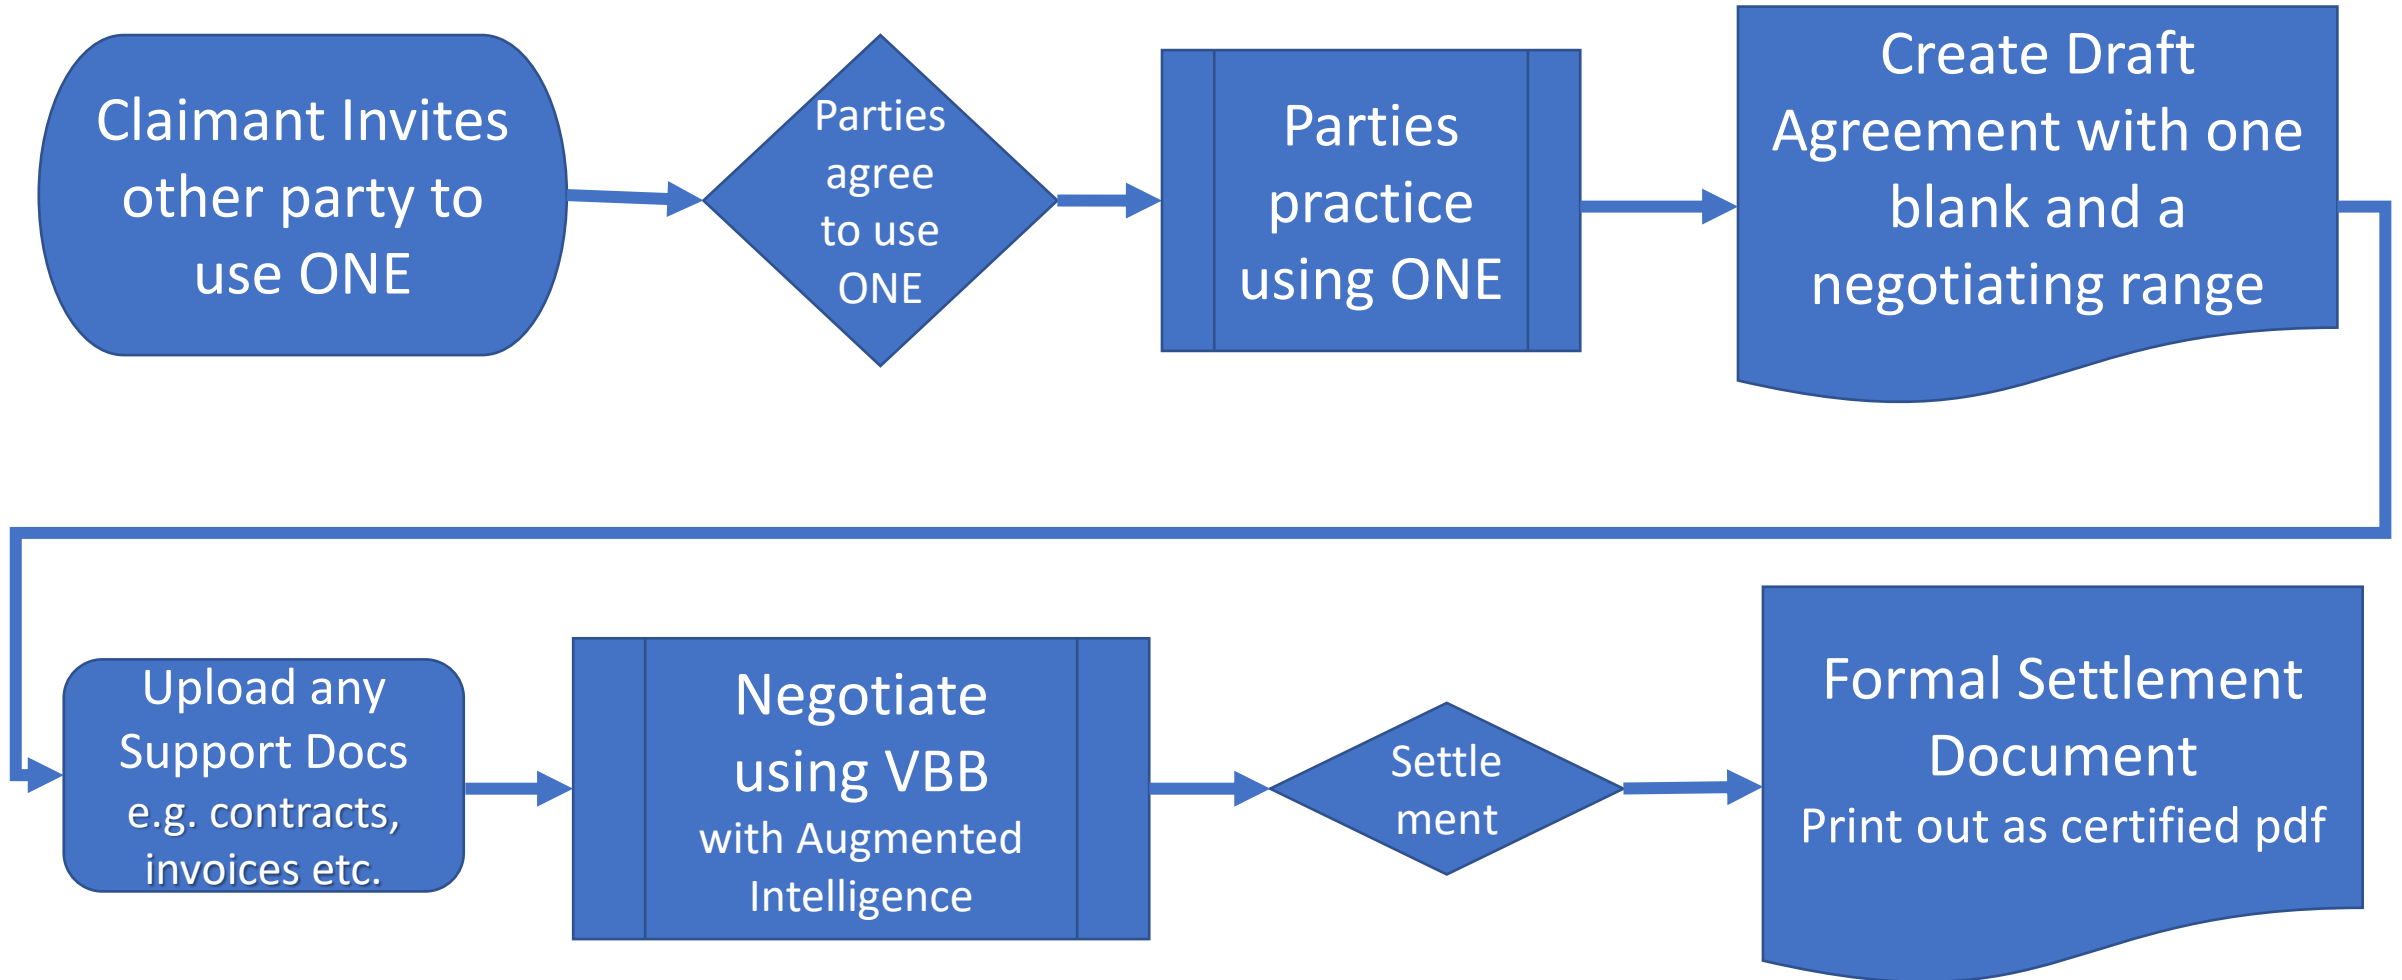 Claimant Invites
other party to
use ONE
Parties
agree
to use
ONE
Parties
practice
using ONE
Create Draft
Agreement with one
blank and a
negotiating range
Upload any
Support Docs
e.g. contracts,
invoices etc.
Negotiate
using VBB
with Augmented
Intelligence
Settle
ment
Formal Settlement
Document
Print out as certified pdf